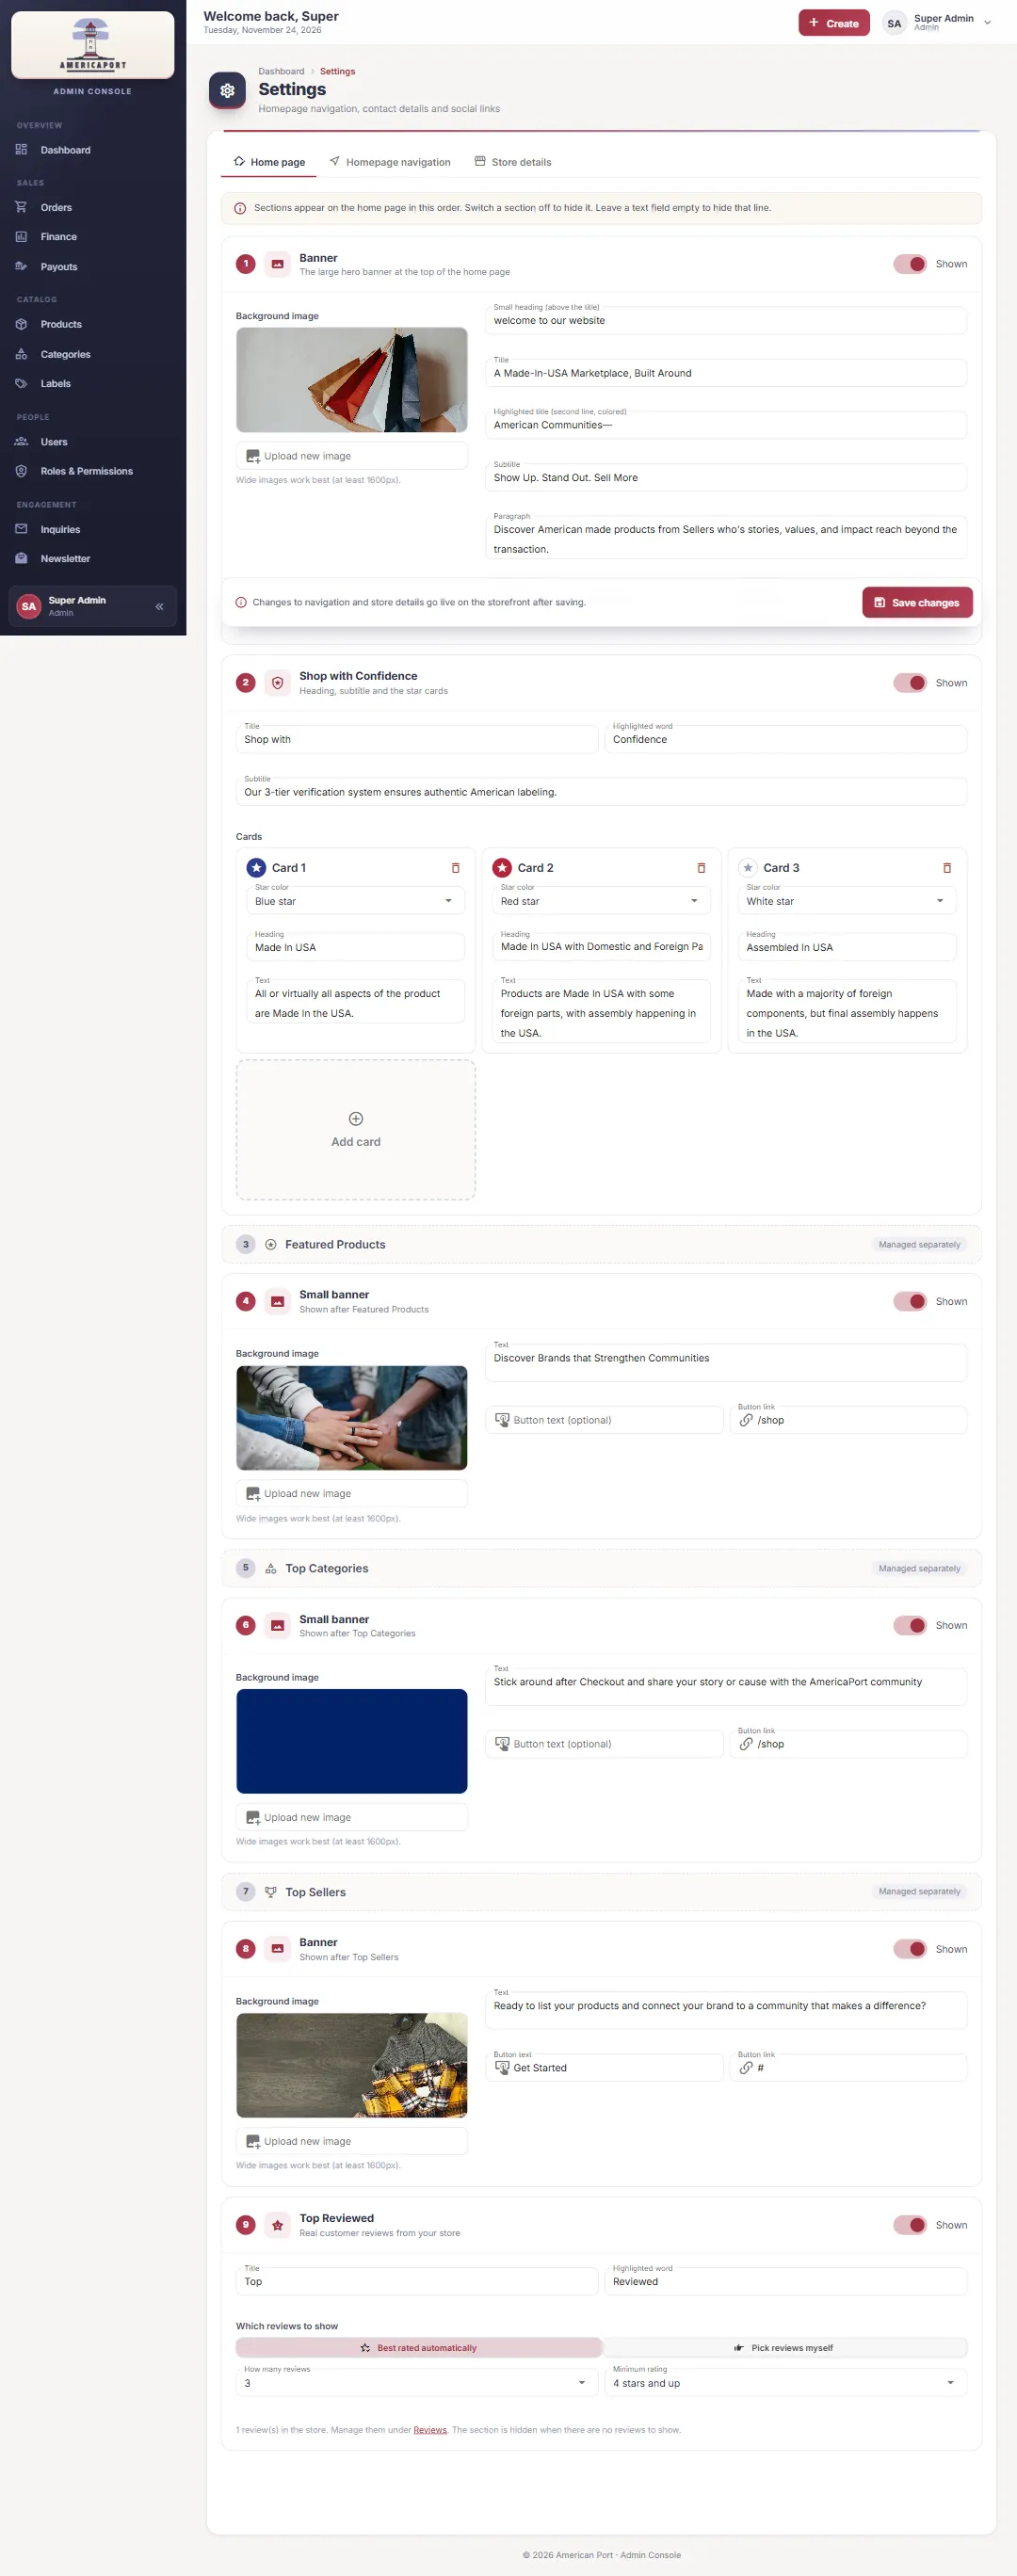 AMERICAPORT
ADMIN CONSOLE
OVERVIEW
Dashboard
SALES
Orders
Finance
Payouts
CATALOG
Products
Categories
Labels
PEOPLE
Users
Roles & Permissions
ENGAGEMENT
Inquiries
Newsletter
SA Super Admin
Admin
Welcome back, Super
Tuesday, November 24, 2026
+ Create
SA Super Admin
Admin
Dashboard > Settings
Settings
Homepage navigation, contact details and social links
Home page Homepage navigation Store details
Sections appear on the home page in this order. Switch a section off to hide it. Leave a text field empty to hide that line.
1 Banner Shown
The large hero banner at the top of the home page
Background image
Upload new image
Wide images work best (at least 1600px).
Small heading (above the title)
welcome to our website
Title
A Made-In-USA Marketplace, Built Around
Highlighted title (second line, colored)
American Communities—
Subtitle
Show Up. Stand Out. Sell More
Paragraph
Discover American made products from Sellers who's stories, values, and impact reach beyond the
transaction.
Changes to navigation and store details go live on the storefront after saving. Save changes
2 Shop with Confidence Shown
Heading, subtitle and the star cards
Title Highlighted word
Shop with Confidence
Subtitle
Our 3-tier verification system ensures authentic American labeling.
Cards
Card 1
Star color
Blue star
Heading
Made In USA
Text
All or virtually all aspects of the product
are Made In the USA.
Card 2
Star color
Red star
Heading
Made In USA with Domestic and Foreign Pa
Text
Products are Made In USA with some
foreign parts, with assembly happening in
the USA.
Card 3
Star color
White star
Heading
Assembled In USA
Text
Made with a majority of foreign
components, but final assembly happens
in the USA.
Add card
3 Featured Products Managed separately
4 Small banner Shown
Shown after Featured Products
Background image
Upload new image
Wide images work best (at least 1600px).
Text
Discover Brands that Strengthen Communities
Button link
Button text (optional) /shop
5 Top Categories Managed separately
6 Small banner Shown
Shown after Top Categories
Background image
Upload new image
Wide images work best (at least 1600px).
Text
Stick around after Checkout and share your story or cause with the AmericaPort community
Button link
Button text (optional) /shop
7 Top Sellers Managed separately
8 Banner Shown
Shown after Top Sellers
Background image
Upload new image
Wide images work best (at least 1600px).
Text
Ready to list your products and connect your brand to a community that makes a difference?
Button text Button link
Get Started #
9 Top Reviewed Shown
Real customer reviews from your store
Title Highlighted word
Top Reviewed
Which reviews to show
Best rated automatically Pick reviews myself
How many reviews Minimum rating
3 4 stars and up
1 review(s) in the store. Manage them under Reviews. The section is hidden when there are no reviews to show.
© 2026 American Port · Admin Console